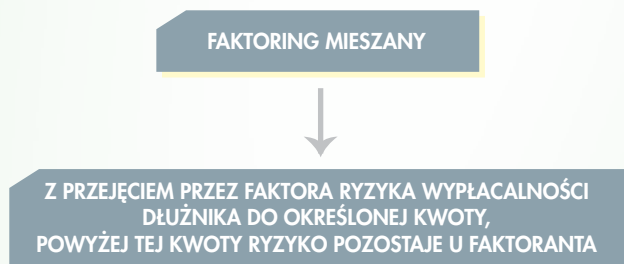 FAKTORING MIESZANY
Z PRZEJĘCIEM PRZEZ FAKTORA RYZYKA WYPŁACALNOŚCI
DŁUŻNIKA DO OKREŚLONEJ KWOTY,
POWYŻEJ TEJ KWOTY RYZYKO POZOSTAJE U FAKTORANTA